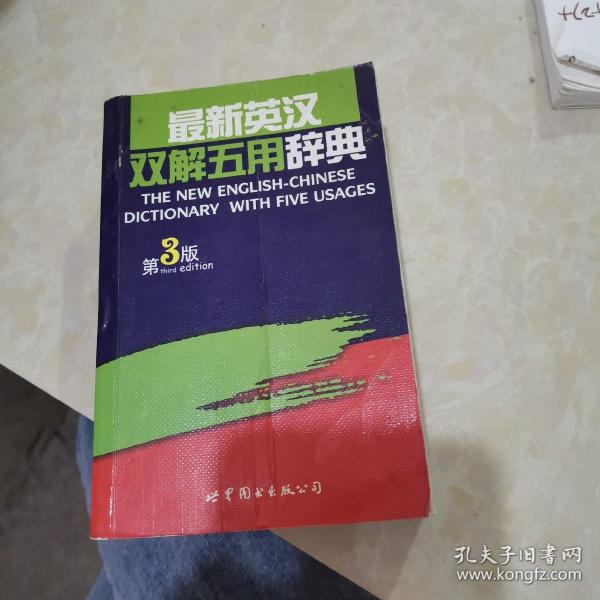 最新英汉
双解五用辞典
THE NEW ENGLISH-CHINESE
DICTIONARY WITH FIVE USAGES
第3版
third edition
世界图书出版公司
孔夫子旧书网
www.kongfz.com